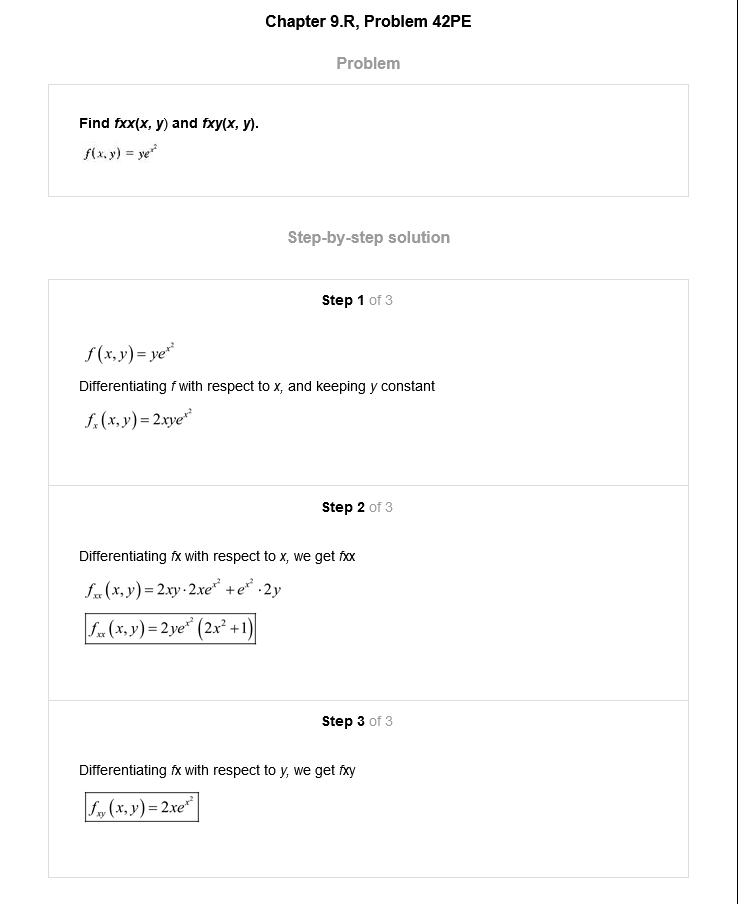 Chapter 9.R, Problem 42PE
Problem
Find fxx(x, y) and fxy(x, y).
f(x, y) = ye^{x^2}
Step-by-step solution
Step 1 of 3
f(x, y) = ye^{x^2}
Differentiating f with respect to x, and keeping y constant
f_x(x, y) = 2xye^{x^2}
Step 2 of 3
Differentiating fx with respect to x, we get fxx
f_{xx}(x, y) = 2xy · 2xe^{x^2} + e^{x^2} · 2y
f_{xx}(x, y) = 2ye^{x^2}(2x^2 + 1)
Step 3 of 3
Differentiating fx with respect to y, we get fxy
f_{xy}(x, y) = 2xe^{x^2}